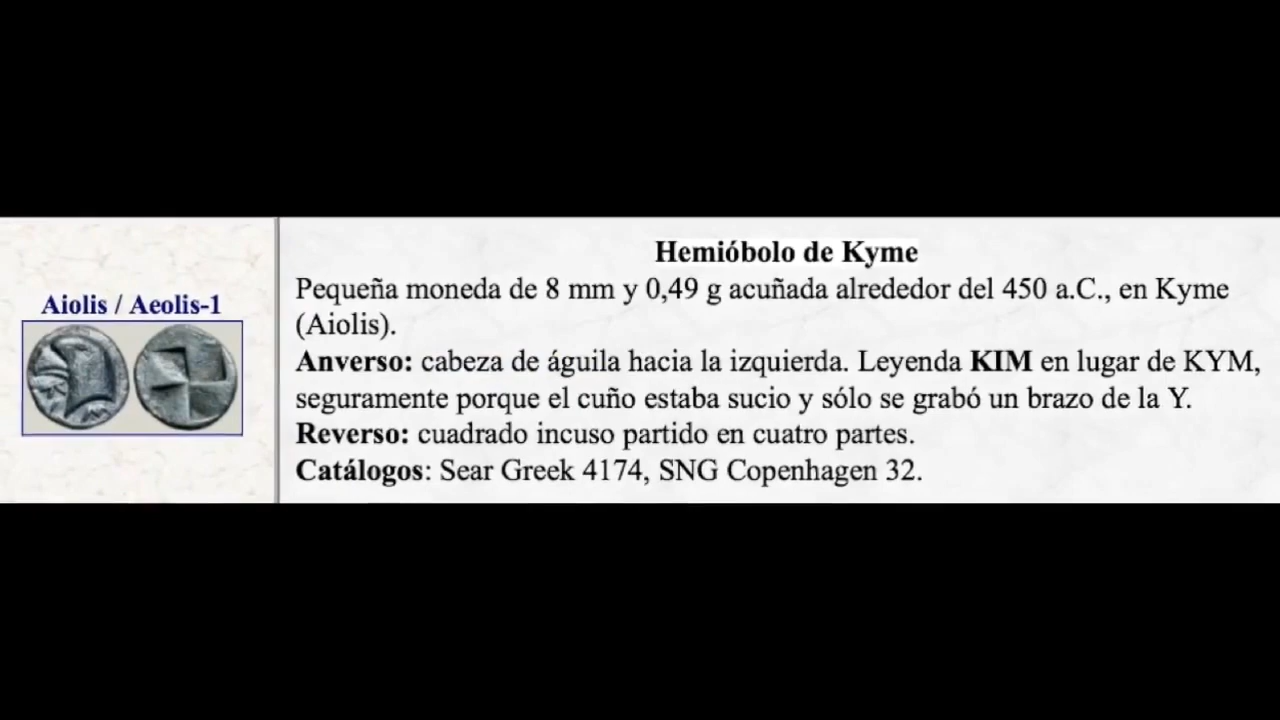 Aiolis / Aeolis-1
Hemióbolo de Kyme
Pequeña moneda de 8 mm y 0,49 g acuñada alrededor del 450 a.C., en Kyme
(Aiolis).
Anverso: cabeza de águila hacia la izquierda. Leyenda KIM en lugar de KYM,
seguramente porque el cuño estaba sucio y sólo se grabó un brazo de la Y.
Reverso: cuadrado incuso partido en cuatro partes.
Catálogos: Sear Greek 4174, SNG Copenhagen 32.